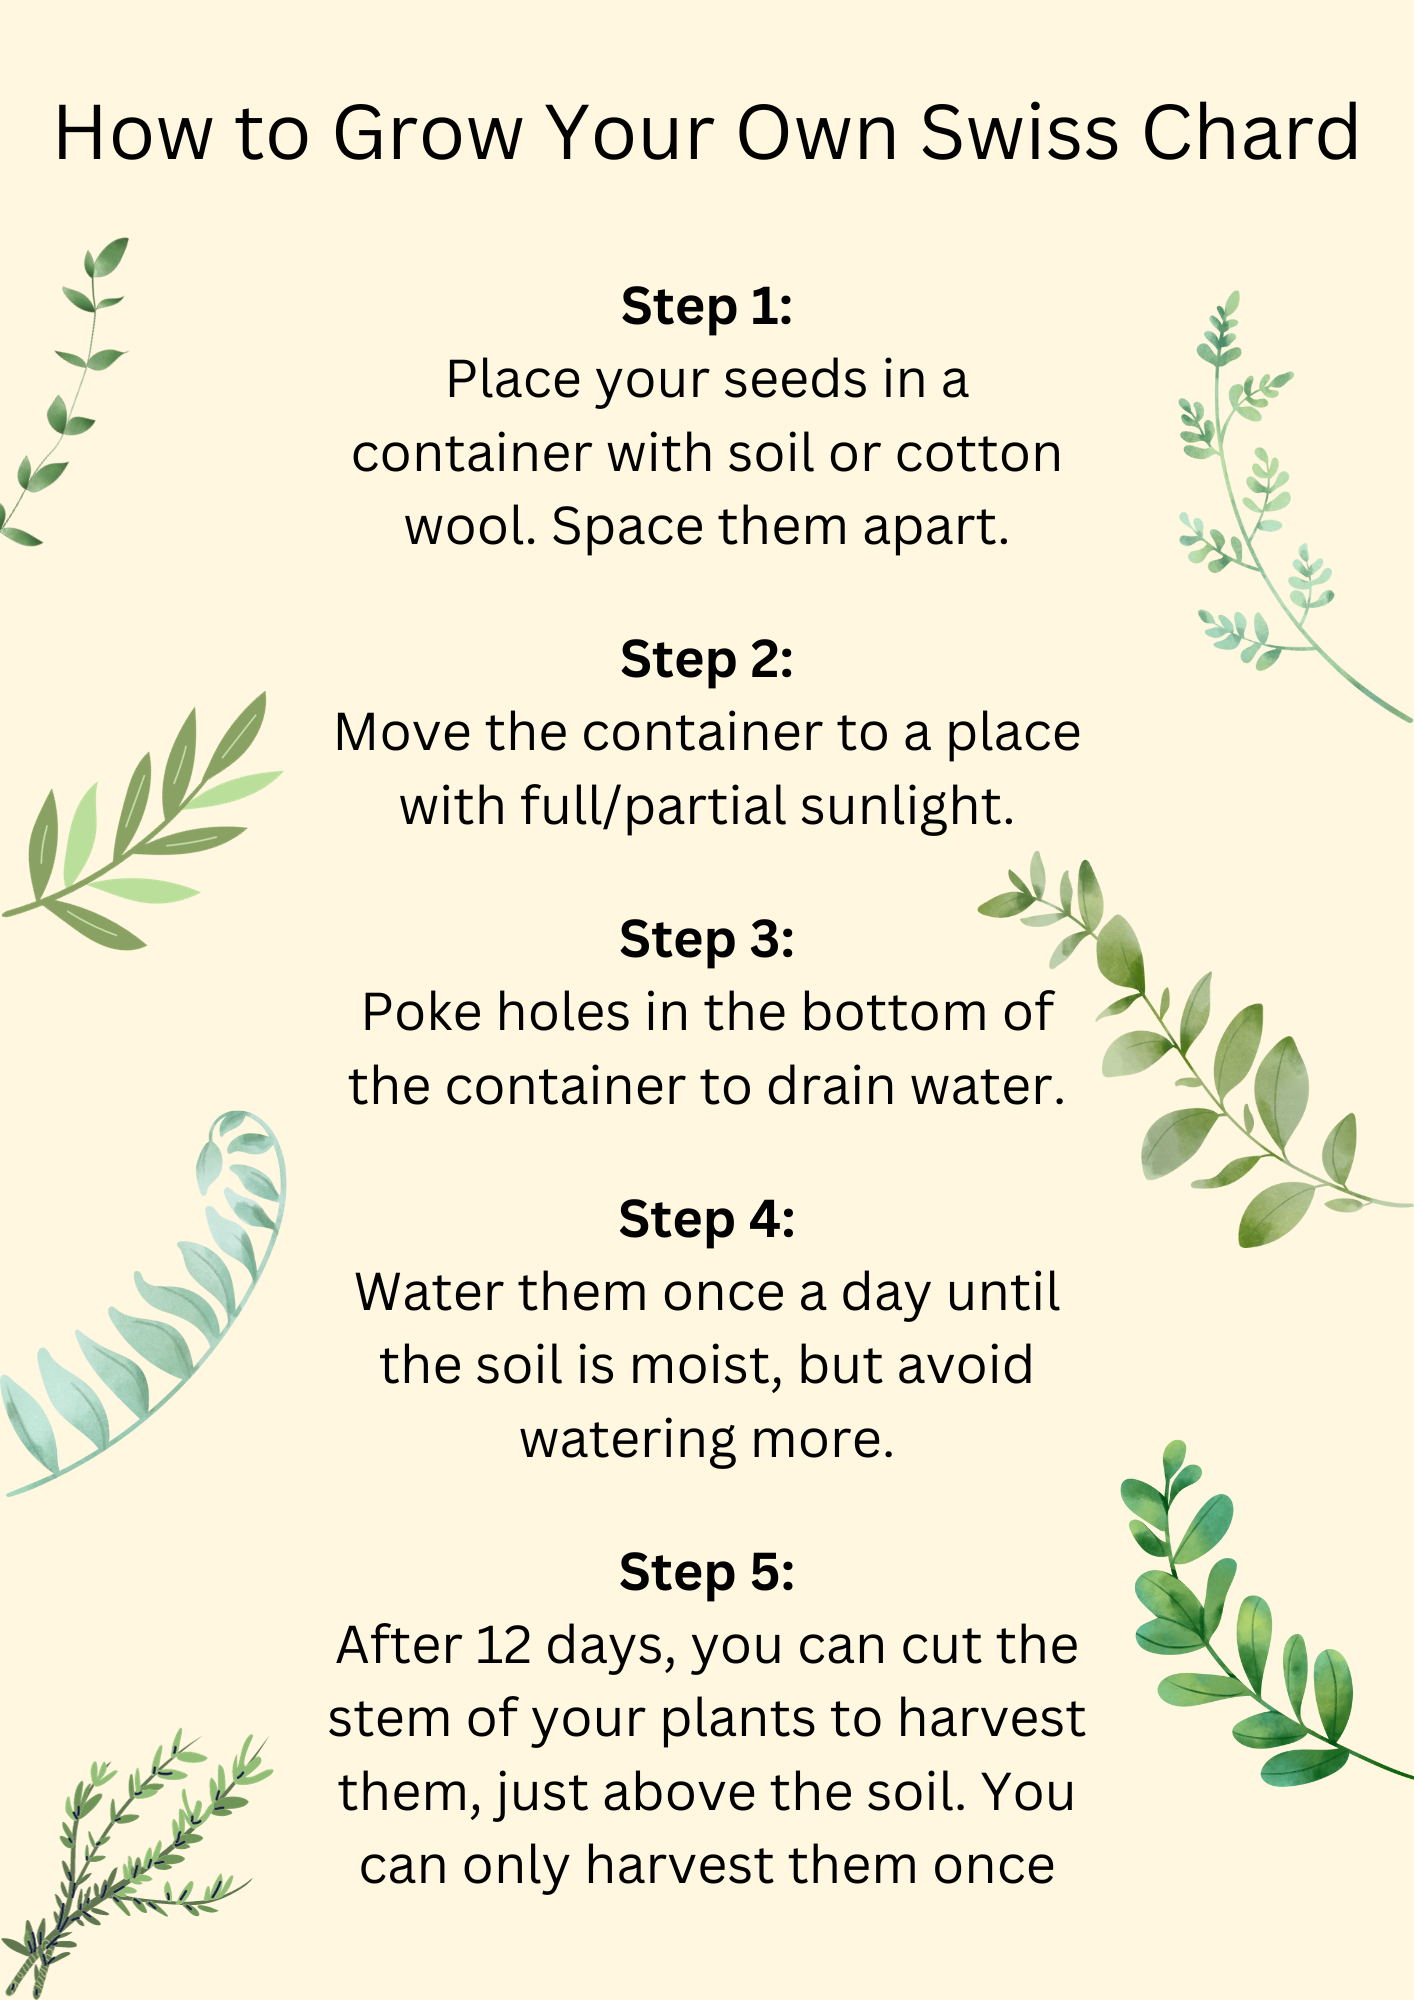 How to Grow Your Own Swiss Chard
Step 1:
Place your seeds in a
container with soil or cotton
wool. Space them apart.
Step 2:
Move the container to a place
with full/partial sunlight.
Step 3:
Poke holes in the bottom of
the container to drain water.
Step 4:
Water them once a day until
the soil is moist, but avoid
watering more.
Step 5:
After 12 days, you can cut the
stem of your plants to harvest
them, just above the soil. You
can only harvest them once